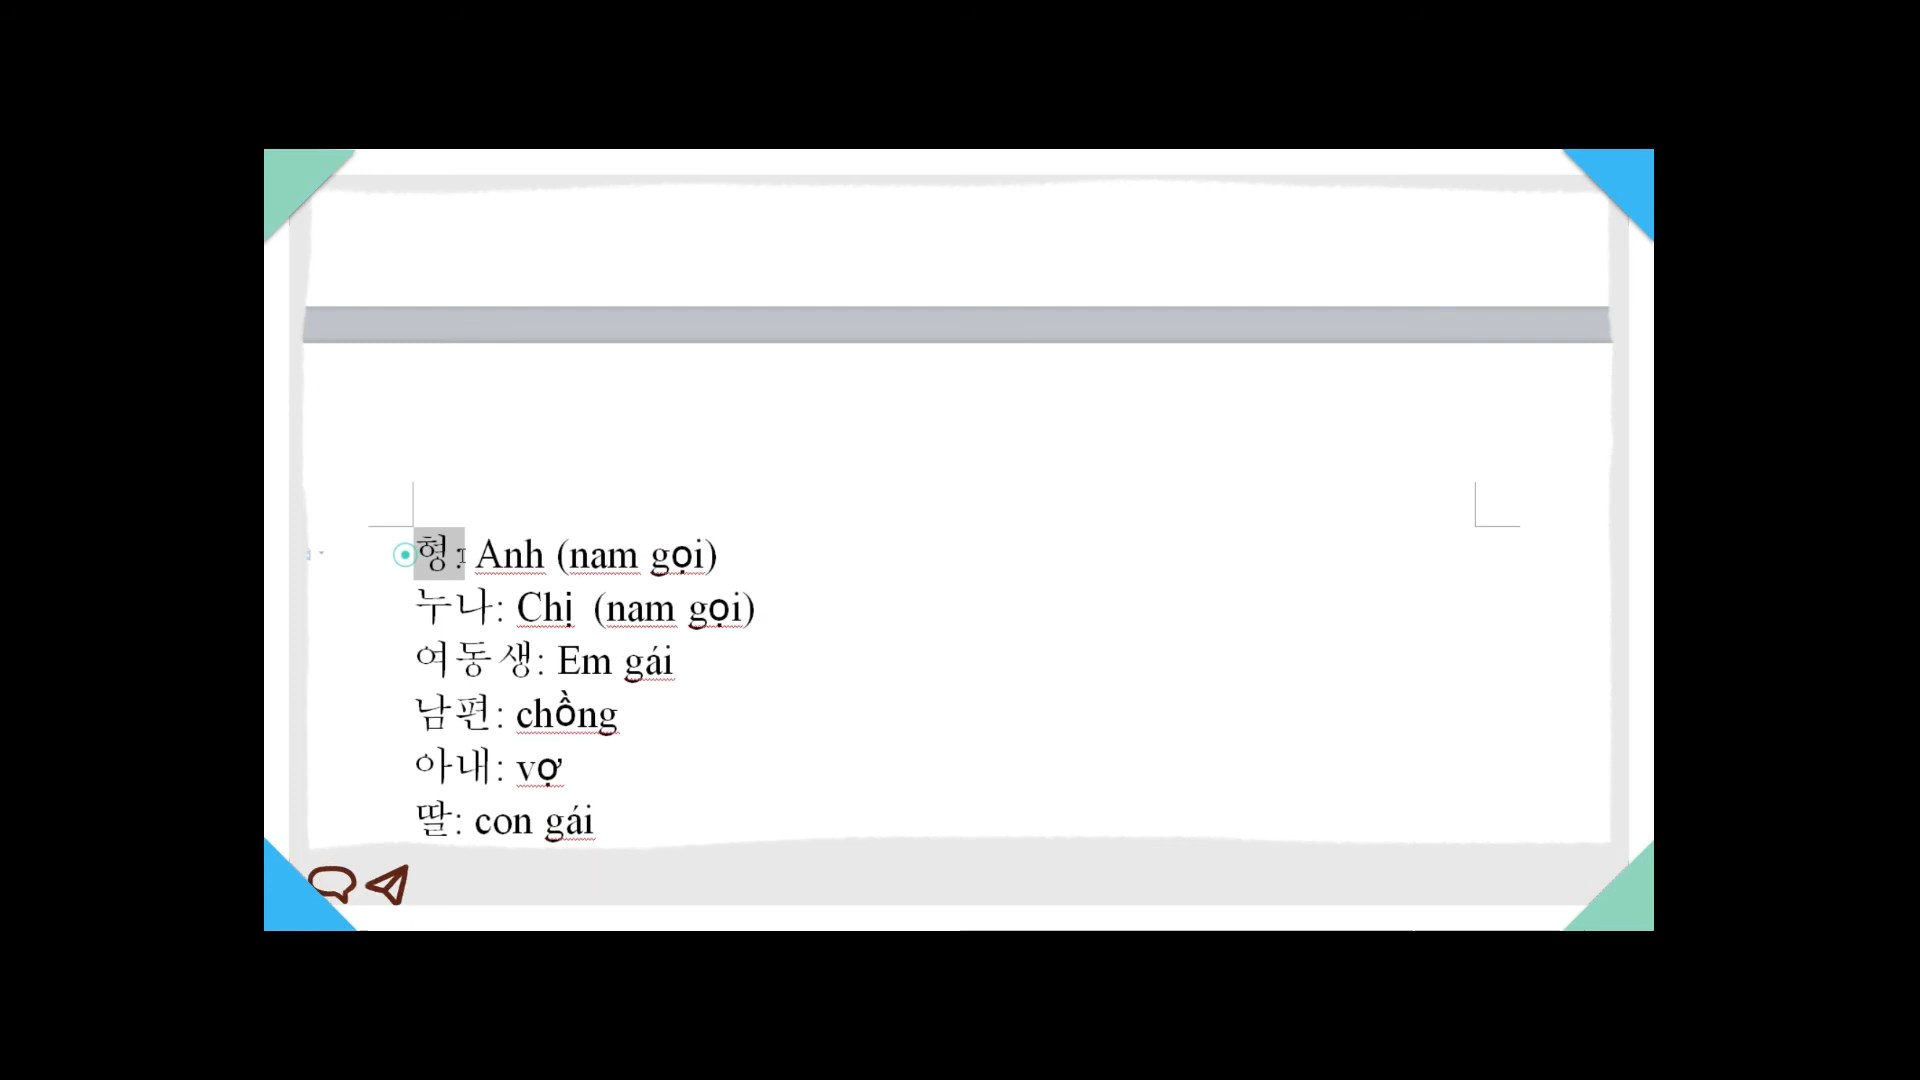 형: Anh (nam gọi)
누나: Chị (nam gọi)
여동생: Em gái
남편: chồng
아내: vợ
딸: con gái